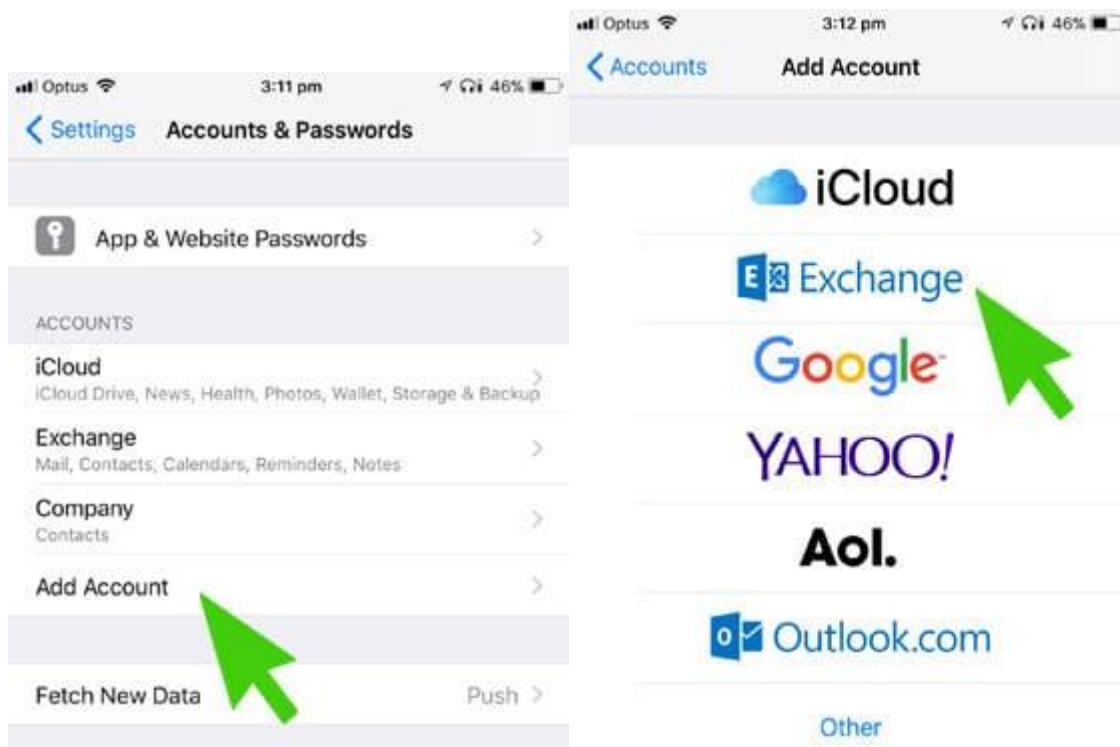 Optus 3:11 pm 46%
Settings Accounts & Passwords
App & Website Passwords
ACCOUNTS
iCloud
iCloud Drive, News, Health, Photos, Wallet, Storage & Backup
Exchange
Mail, Contacts, Calendars, Reminders, Notes
Company
Contacts
Add Account
Fetch New Data Push
Optus 3:12 pm 46%
Accounts Add Account
iCloud
E Exchange
Google
YAHOO!
Aol.
o Outlook.com
Other